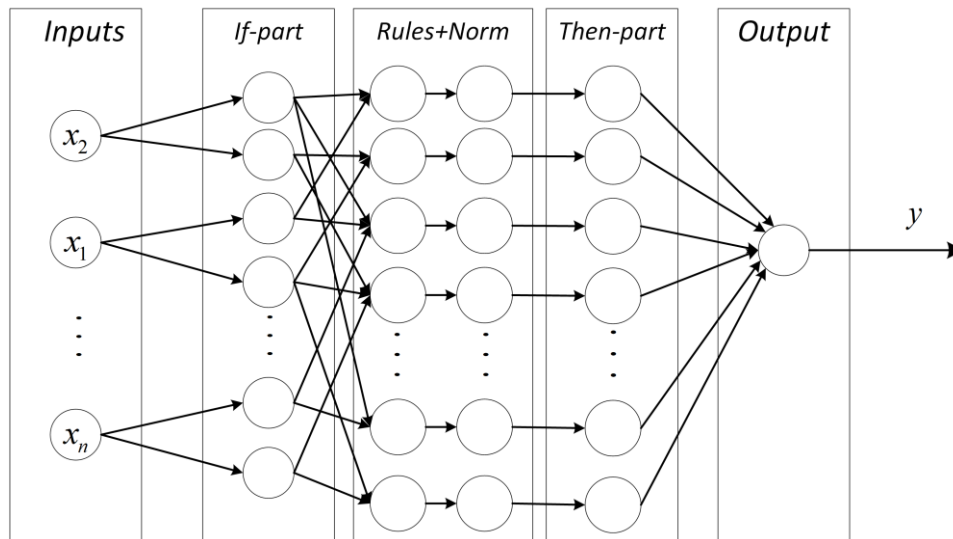 Inputs
If-part
Rules+Norm
Then-part
Output
x2
x1
xn
y